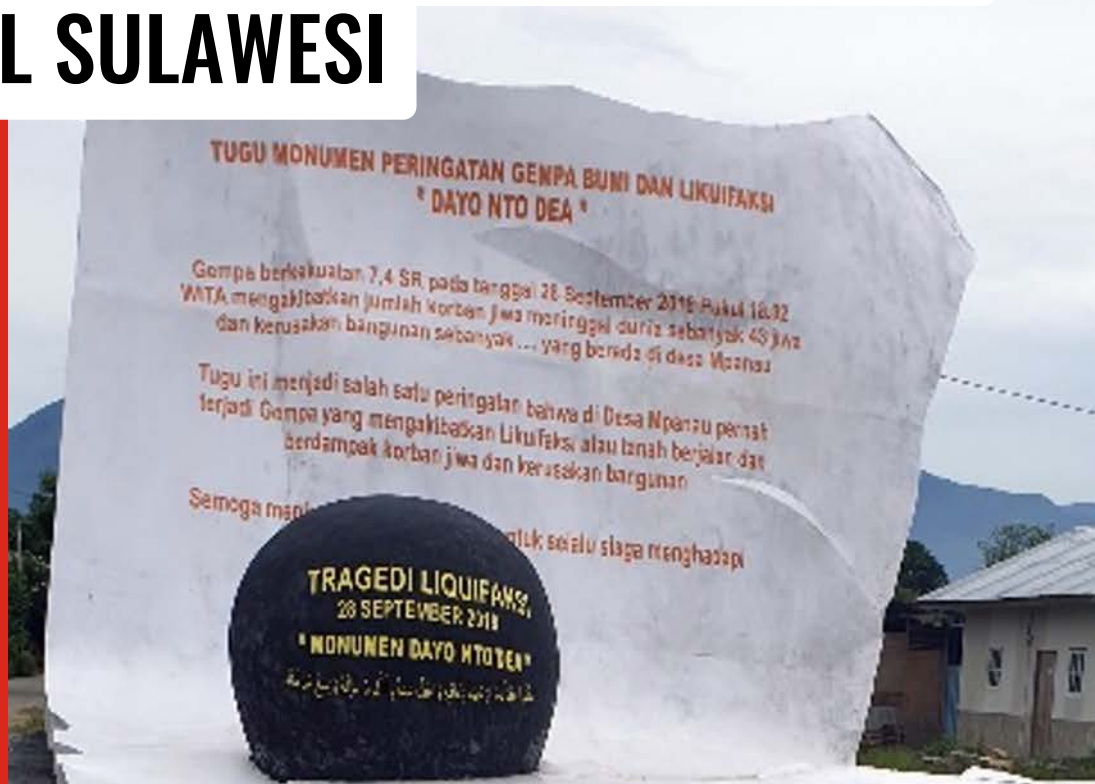 L SULAWESI
TUGU MONUMEN PERINGATAN GEMPA BUMI DAN LIKUIFAKSI
" DAYO NTO DEA "
Gempa berkekuatan 7,4 SR pada tanggal 28 September 2018 Pukul 18.02
WITA mengakibatkan jumlah korban jiwa meninggal dunia sebanyak 43 jiwa
dan kerusakan bangunan sebanyak ... yang berada di desa Mpanau
Tugu ini menjadi salah satu peringatan bahwa di Desa Mpanau pernah
terjadi Gempa yang mengakibatkan Likuifaksi atau tanah berjalan dan
berdampak korban jiwa dan kerusakan bangunan
Semoga selalu siaga menghadapi
TRAGEDI LIQUIFAKSI
28 SEPTEMBER 2018
" MONUMEN DAYO NTO DEA "